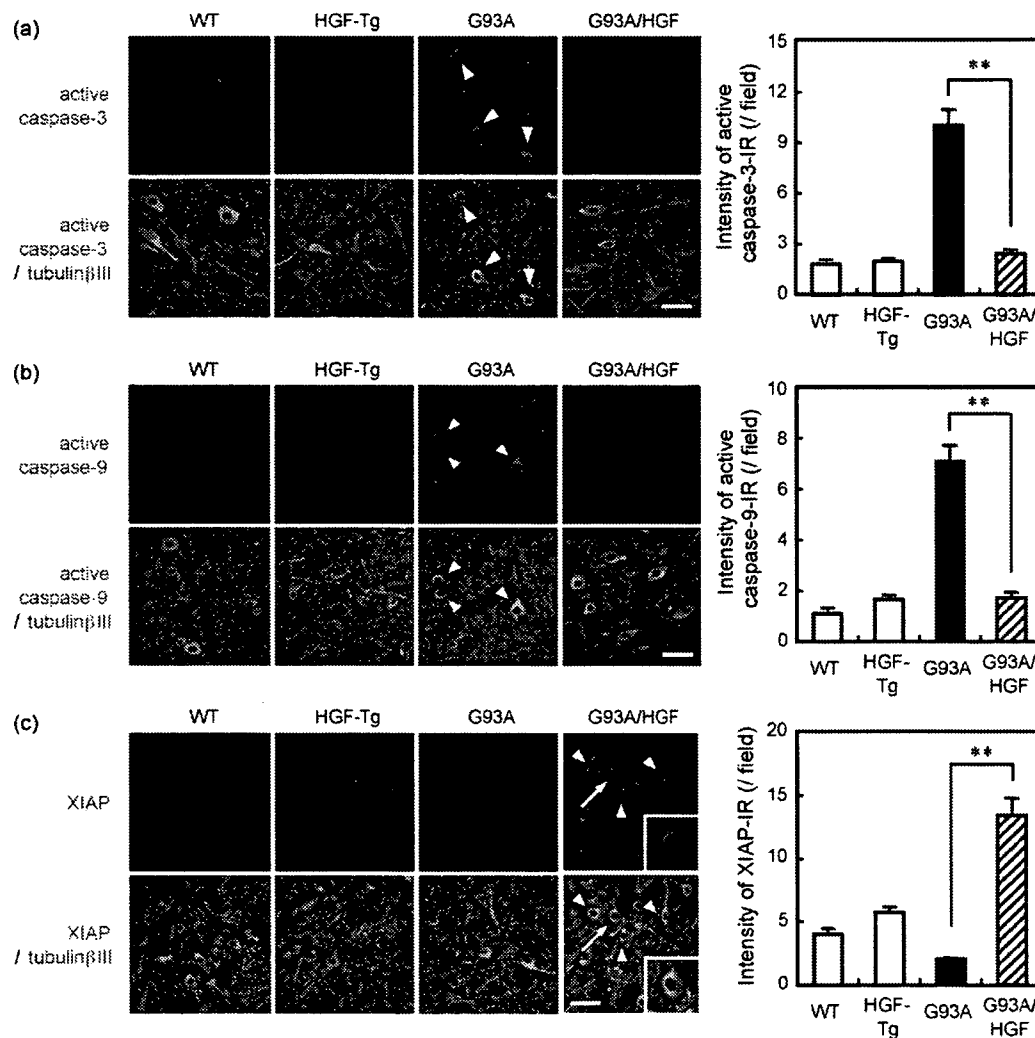 (a)
WT HGF-Tg G93A G93A/HGF
active
caspase-3
active
caspase-3
/ tubulinβIII
Intensity of active
caspase-3-IR (/ field)
15
12
9
6
3
0
**
WT HGF-
Tg G93A G93A/
HGF
(b)
WT HGF-Tg G93A G93A/HGF
active
caspase-9
active
caspase-9
/ tubulinβIII
Intensity of active
caspase-9-IR (/ field)
10
8
6
4
2
0
**
WT HGF-
Tg G93A G93A/
HGF
(c)
WT HGF-Tg G93A G93A/HGF
XIAP
XIAP
/ tubulinβIII
Intensity of XIAP-IR (/ field)
20
15
10
5
0
**
WT HGF-
Tg G93A G93A/
HGF